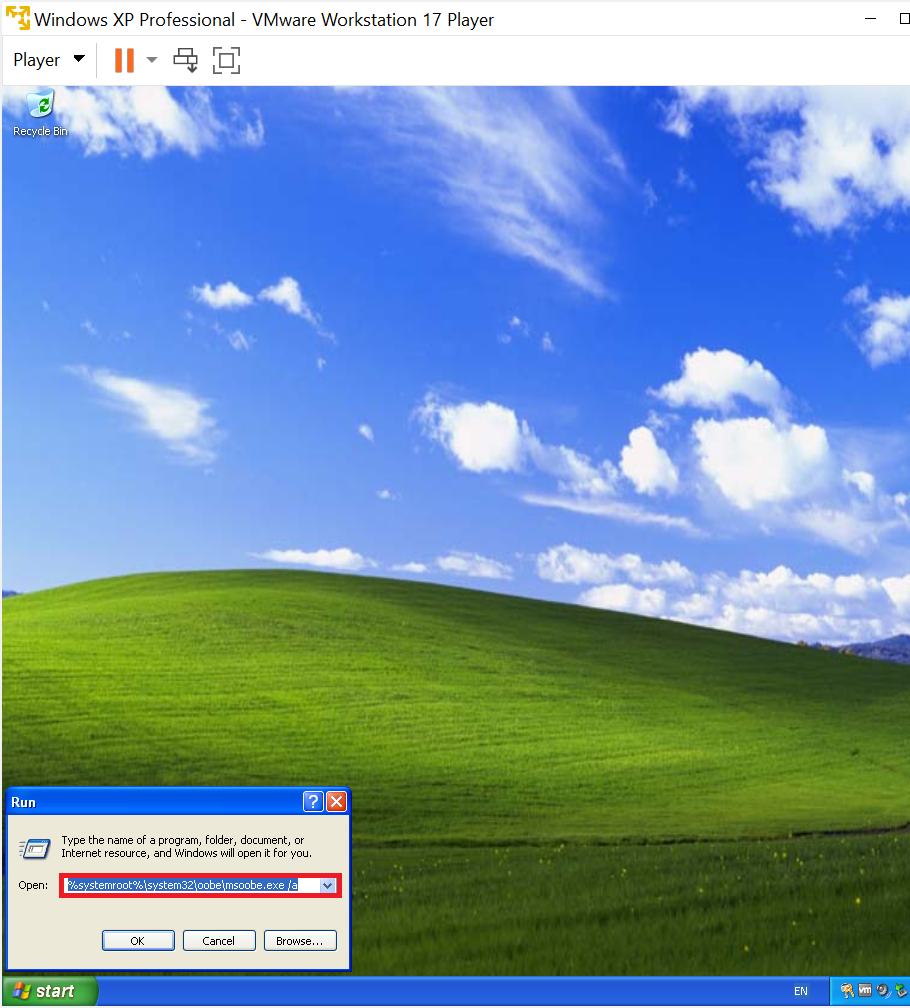 Windows XP Professional - VMware Workstation 17 Player
Player
Recycle Bin
Run
Type the name of a program, folder, document, or
Internet resource, and Windows will open it for you.
Open: %systemroot%\system32\oobe\msoobe.exe /a
OK Cancel Browse...
start EN vm